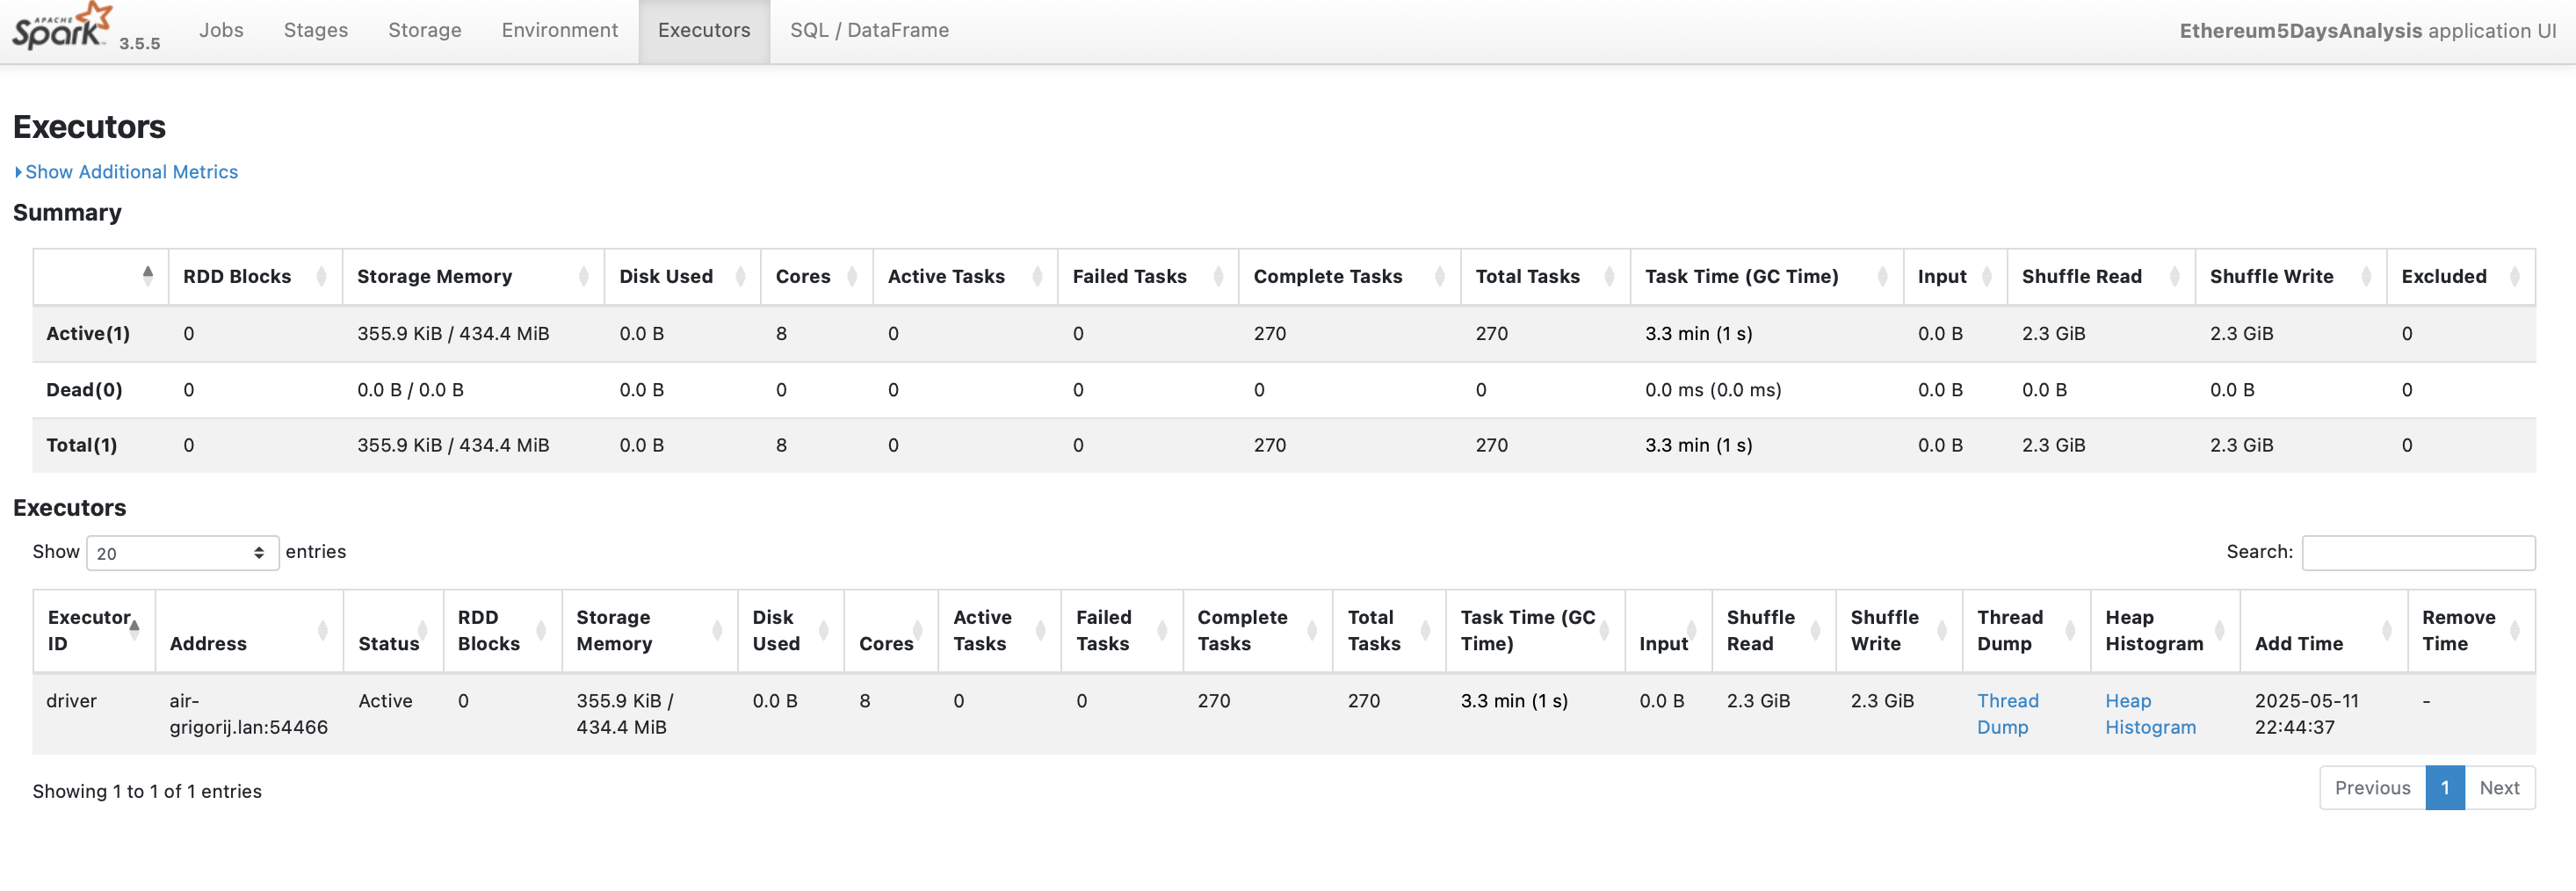 APACHE
Spark 3.5.5 Jobs Stages Storage Environment Executors SQL / DataFrame Ethereum5DaysAnalysis application UI
Executors
Show Additional Metrics
Summary
RDD Blocks Storage Memory Disk Used Cores Active Tasks Failed Tasks Complete Tasks Total Tasks Task Time (GC Time) Input Shuffle Read Shuffle Write Excluded
Active(1) 0 355.9 KiB / 434.4 MiB 0.0 B 8 0 0 270 270 3.3 min (1 s) 0.0 B 2.3 GiB 2.3 GiB 0
Dead(0) 0 0.0 B / 0.0 B 0.0 B 0 0 0 0 0 0.0 ms (0.0 ms) 0.0 B 0.0 B 0.0 B 0
Total(1) 0 355.9 KiB / 434.4 MiB 0.0 B 8 0 0 270 270 3.3 min (1 s) 0.0 B 2.3 GiB 2.3 GiB 0
Executors
Show 20 entries Search:
Executor RDD Storage Disk Active Failed Complete Total Task Time (GC Shuffle Shuffle Thread Heap Remove
ID Address Status Blocks Memory Used Cores Tasks Tasks Tasks Tasks Time) Input Read Write Dump Histogram Add Time Time
driver air- Active 0 355.9 KiB / 0.0 B 8 0 0 270 270 3.3 min (1 s) 0.0 B 2.3 GiB 2.3 GiB Thread Heap 2025-05-11 -
grigorij.lan:54466 434.4 MiB Dump Histogram 22:44:37
Showing 1 to 1 of 1 entries Previous 1 Next